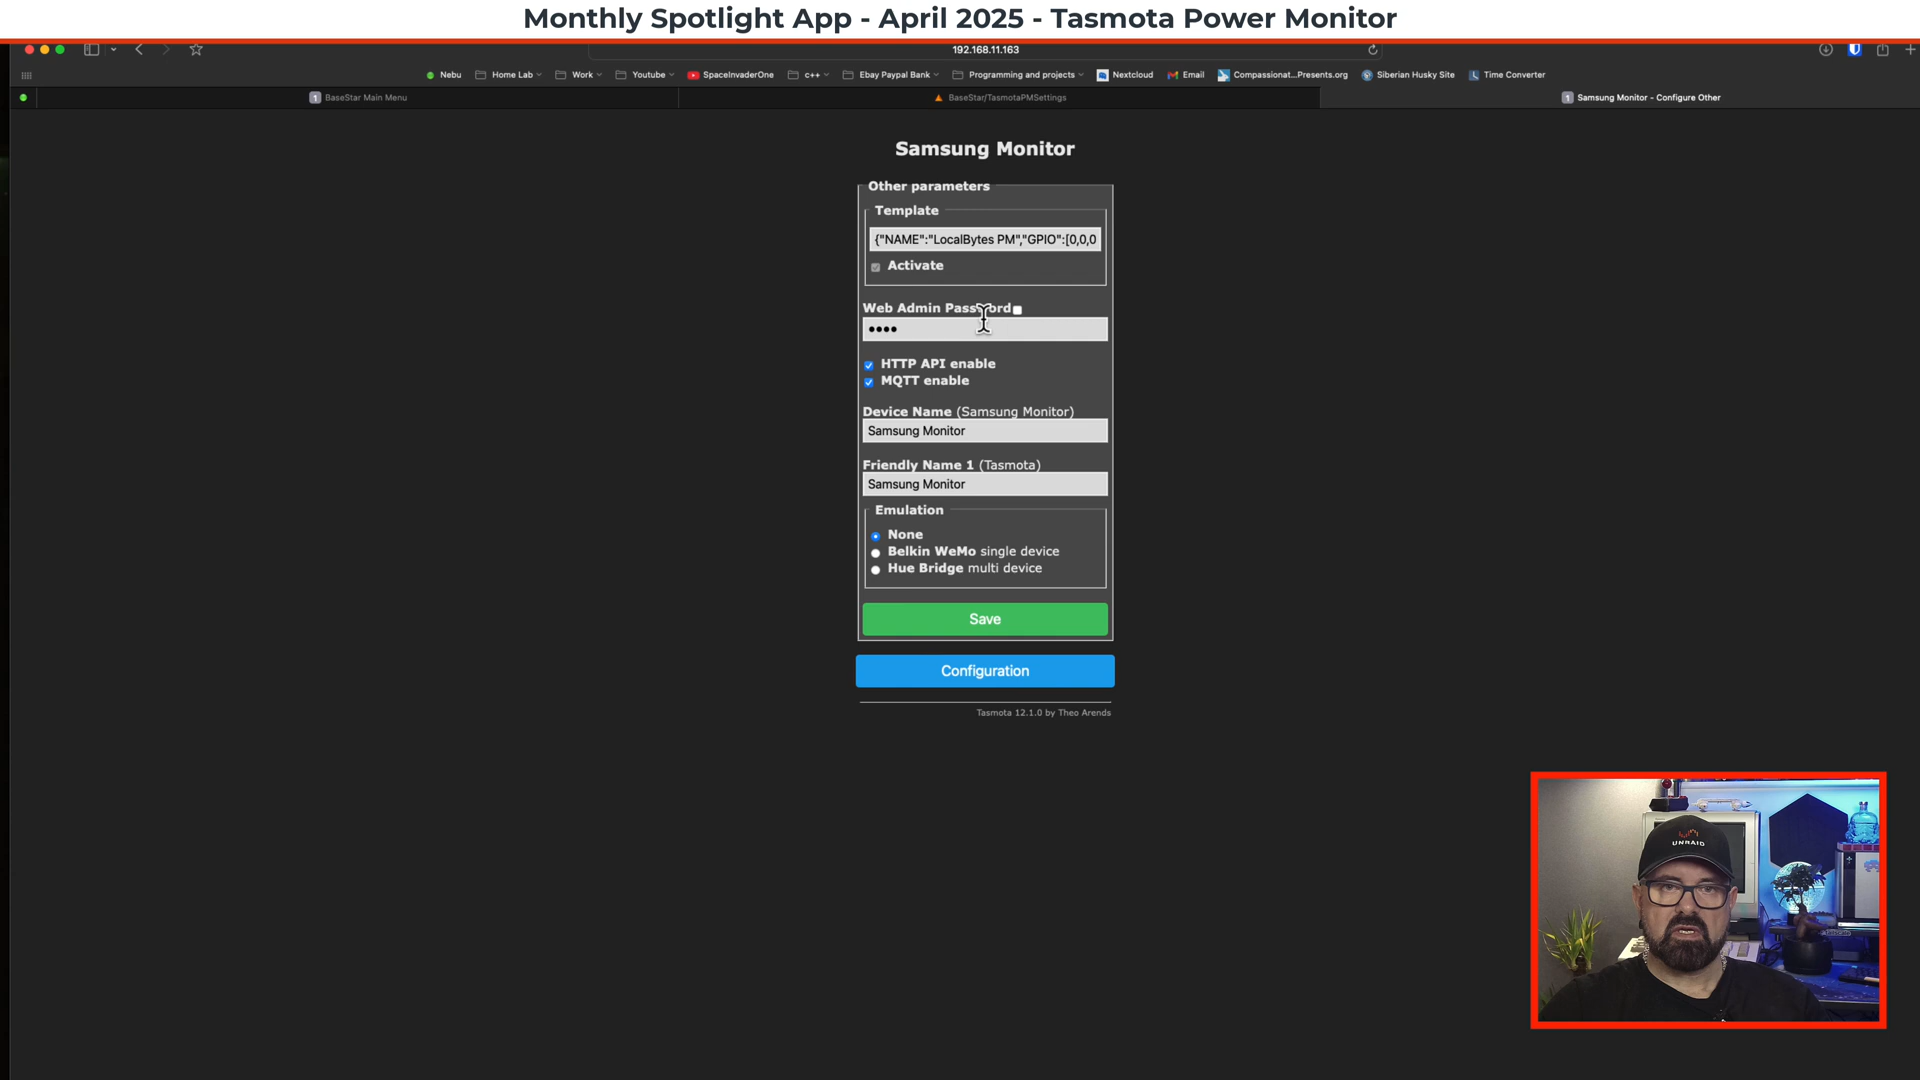 Monthly Spotlight App - April 2025 - Tasmota Power Monitor
192.168.11.163
Nebu Home Lab Work Youtube SpaceInvaderOne c++ Ebay Paypal Bank Programming and projects Nextcloud Email Compassionat...Presents.org Siberian Husky Site Time Converter
1 BaseStar Main Menu BaseStar/TasmotaPMSettings 1 Samsung Monitor - Configure Other
Samsung Monitor
Other parameters
Template
{"NAME":"LocalBytes PM","GPIO":[0,0,0
Activate
Web Admin Password
••••
HTTP API enable
MQTT enable
Device Name (Samsung Monitor)
Samsung Monitor
Friendly Name 1 (Tasmota)
Samsung Monitor
Emulation
None
Belkin WeMo single device
Hue Bridge multi device
Save
Configuration
Tasmota 12.1.0 by Theo Arends
UNRAID